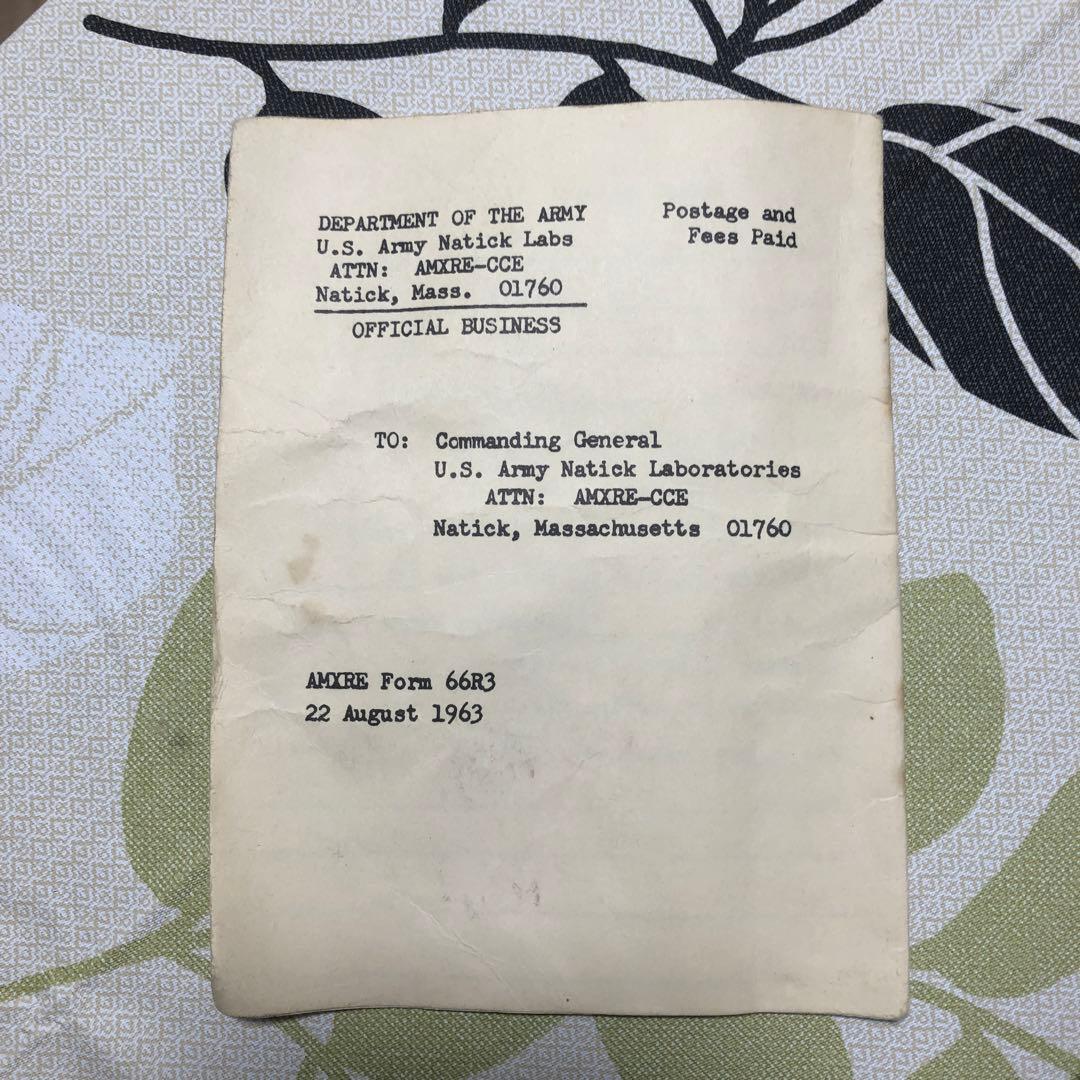 DEPARTMENT OF THE ARMY
U.S. Army Natick Labs
ATTN: AMXRE-CCE
Natick, Mass. 01760
OFFICIAL BUSINESS
Postage and
Fees Paid
TO: Commanding General
U.S. Army Natick Laboratories
ATTN: AMXRE-CCE
Natick, Massachusetts 01760
AMXRE Form 66R3
22 August 1963